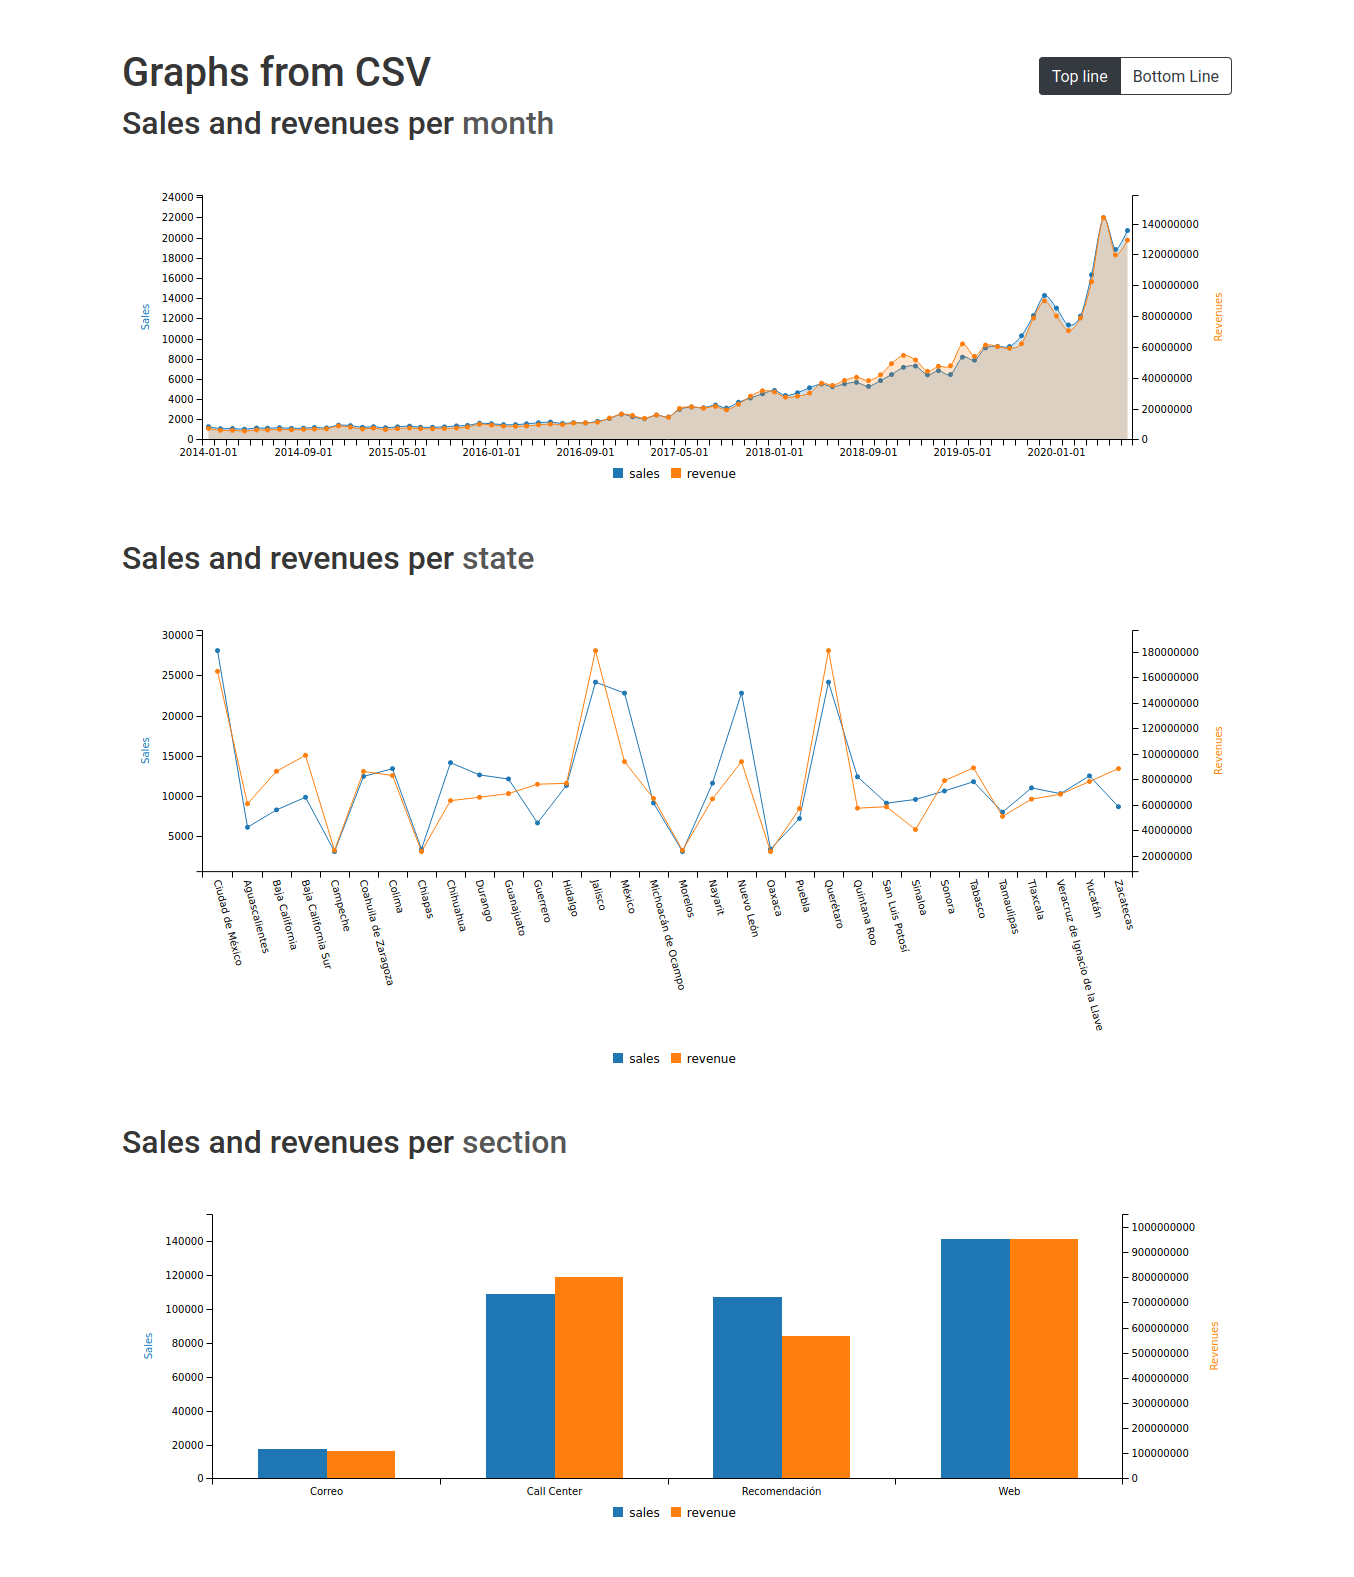 Graphs from CSV
Top line
Bottom Line
Sales and revenues per month
24000
22000
20000
18000
16000
14000
12000
10000
8000
6000
4000
2000
0
Sales
140000000
120000000
100000000
80000000
60000000
40000000
20000000
0
Revenues
2014-01-01 2014-09-01 2015-05-01 2016-01-01 2016-09-01 2017-05-01 2018-01-01 2018-09-01 2019-05-01 2020-01-01
sales revenue
Sales and revenues per state
30000
25000
20000
15000
10000
5000
Sales
180000000
160000000
140000000
120000000
100000000
80000000
60000000
40000000
20000000
Revenues
Ciudad de México
Aguascalientes
Baja California
Baja California Sur
Campeche
Coahuila de Zaragoza
Colima
Chiapas
Chihuahua
Durango
Guanajuato
Guerrero
Hidalgo
Jalisco
México
Michoacán de Ocampo
Morelos
Nayarit
Nuevo León
Oaxaca
Puebla
Querétaro
Quintana Roo
San Luis Potosí
Sinaloa
Sonora
Tabasco
Tamaulipas
Tlaxcala
Veracruz de Ignacio de la Llave
Yucatán
Zacatecas
sales revenue
Sales and revenues per section
140000
120000
100000
80000
60000
40000
20000
0
Sales
1000000000
900000000
800000000
700000000
600000000
500000000
400000000
300000000
200000000
100000000
0
Revenues
Correo Call Center Recomendación Web
sales revenue